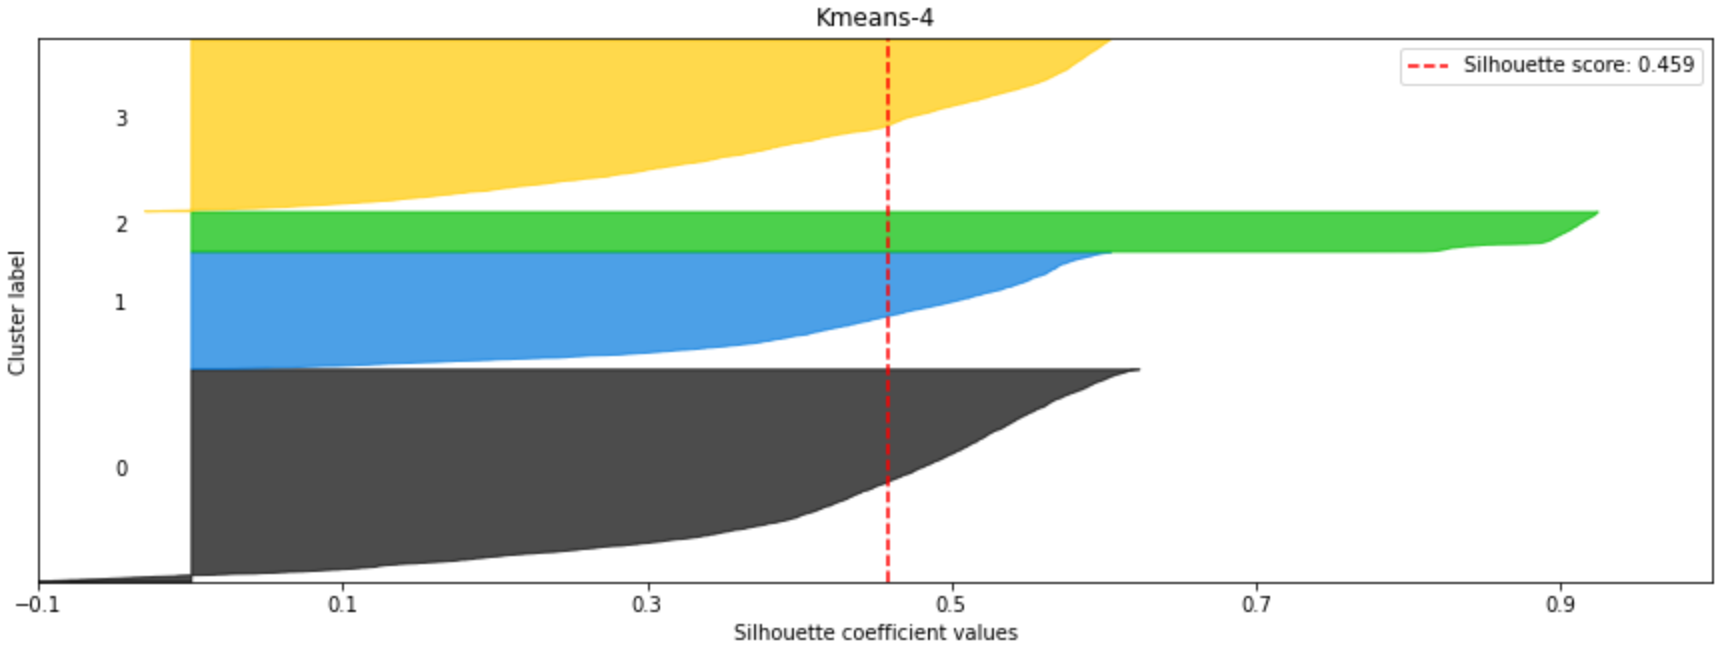 Kmeans-4
Silhouette score: 0.459
3
2
1
0
Cluster label
−0.1 0.1 0.3 0.5 0.7 0.9
Silhouette coefficient values